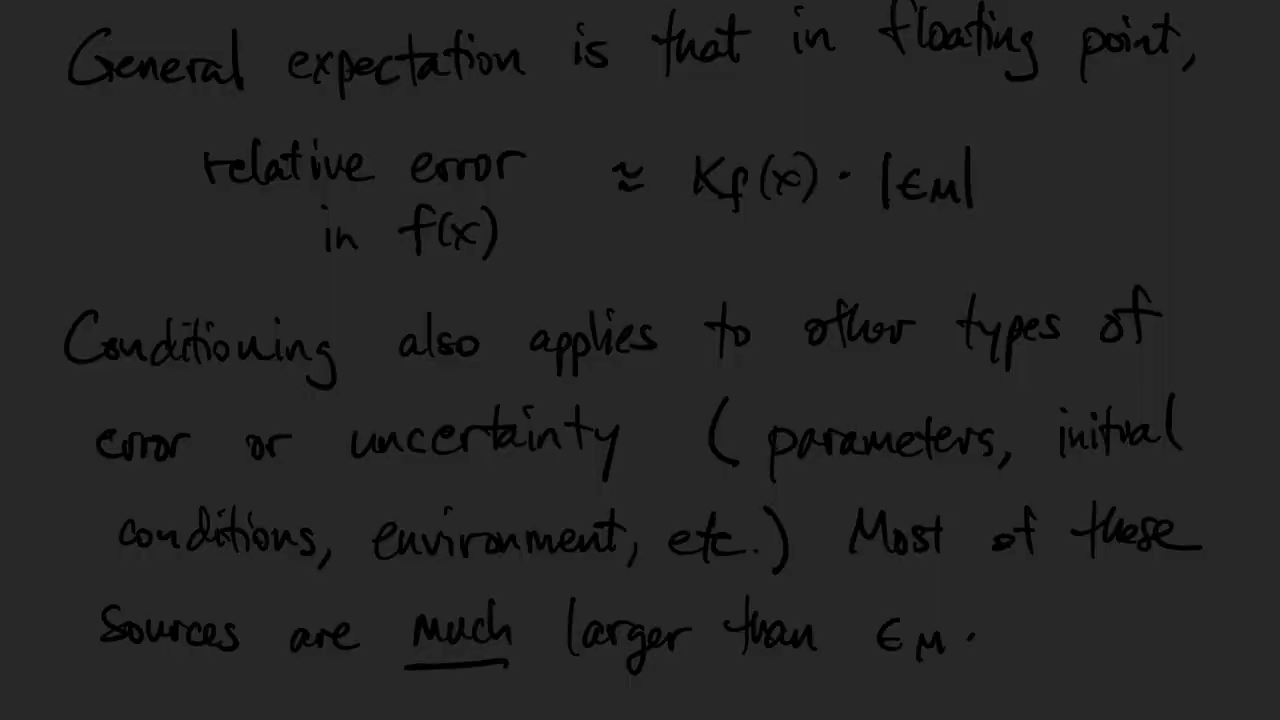 General expectation is that in floating point,
relative error ≈ Kf(x) · |ϵM|
in f(x)
Conditioning also applies to other types of
error or uncertainty (parameters, initial
conditions, environment, etc.) Most of these
sources are much larger than ϵM.